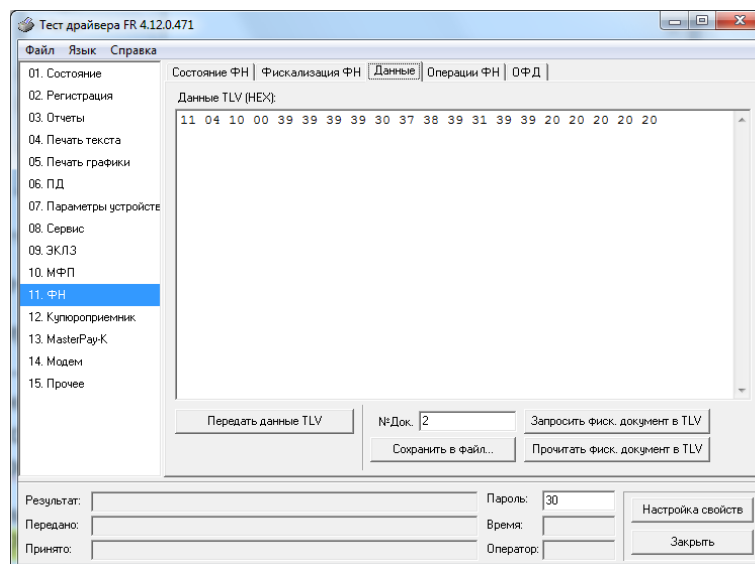 Тест драйвера FR 4.12.0.471
Файл Язык Справка
01. Состояние
02. Регистрация
03. Отчеты
04. Печать текста
05. Печать графики
06. ПД
07. Параметры устройств
08. Сервис
09. ЭКЛЗ
10. МФП
11. ФН
12. Купюроприемник
13. MasterPay-К
14. Модем
15. Прочее
Состояние ФН Фискализация ФН Данные Операции ФН ОФД
Данные TLV (HEX):
11 04 10 00 39 39 39 39 30 37 38 39 31 39 39 20 20 20 20 20
Передать данные TLV
№Док. 2
Запросить фиск. документ в TLV
Сохранить в файл...
Прочитать фиск. документ в TLV
Результат:
Передано:
Принято:
Пароль: 30
Время:
Оператор:
Настройка свойств
Закрыть